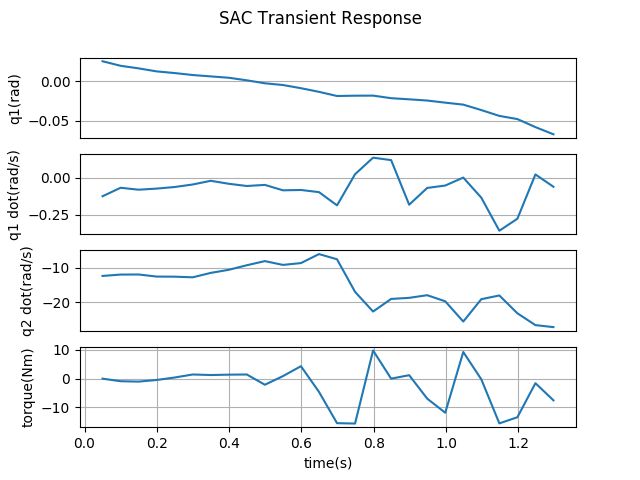 SAC Transient Response
q1(rad)
0.00
−0.05
q1 dot(rad/s)
0.00
−0.25
q2 dot(rad/s)
−10
−20
torque(Nm)
10
0
−10
0.0 0.2 0.4 0.6 0.8 1.0 1.2
time(s)